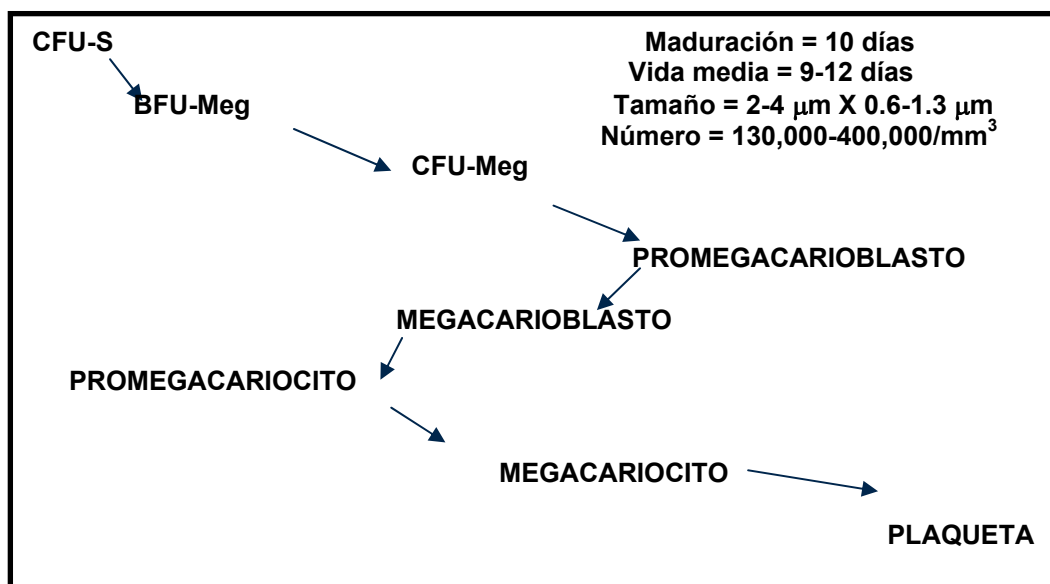 CFU-S
Maduración = 10 días
Vida media = 9-12 días
BFU-Meg
Tamaño = 2-4 μm X 0.6-1.3 μm
Número = 130,000-400,000/mm³
CFU-Meg
PROMEGACARIOBLASTO
MEGACARIOBLASTO
PROMEGACARIOCITO
MEGACARIOCITO
PLAQUETA